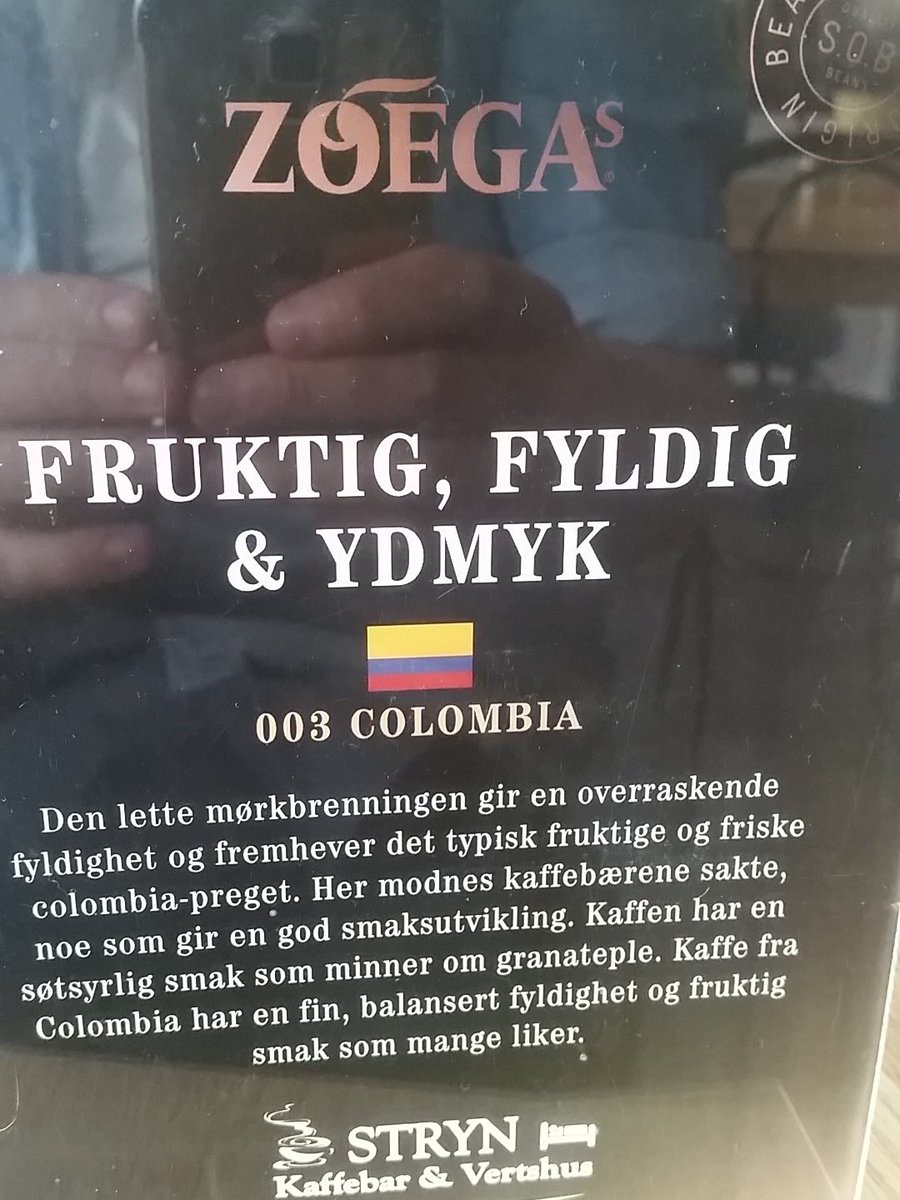 ZOÉGAS
S.O.B
BEANS
ORIGIN
FRUKTIG, FYLDIG
& YDMYK
003 COLOMBIA
Den lette mørkbrenningen gir en overraskende
fyldighet og fremhever det typisk fruktige og friske
colombia-preget. Her modnes kaffebærene sakte,
noe som gir en god smaksutvikling. Kaffen har en
søtsyrlig smak som minner om granateple. Kaffe fra
Colombia har en fin, balansert fyldighet og fruktig
smak som mange liker.
STRYN
Kaffebar & Vertshus